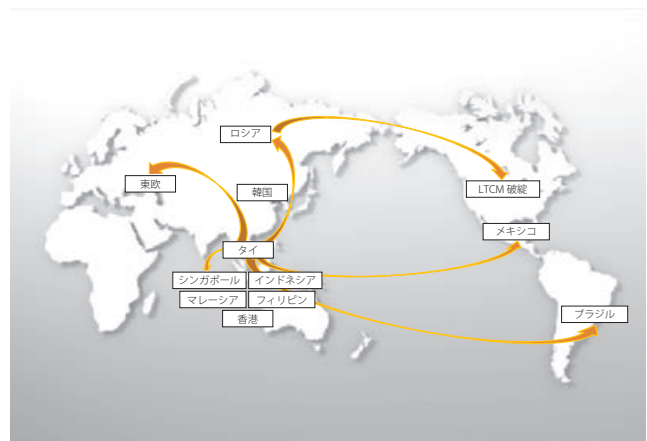 ロシア
東欧
韓国
LTCM 破綻
メキシコ
タイ
シンガポール
インドネシア
マレーシア
フィリピン
香港
ブラジル